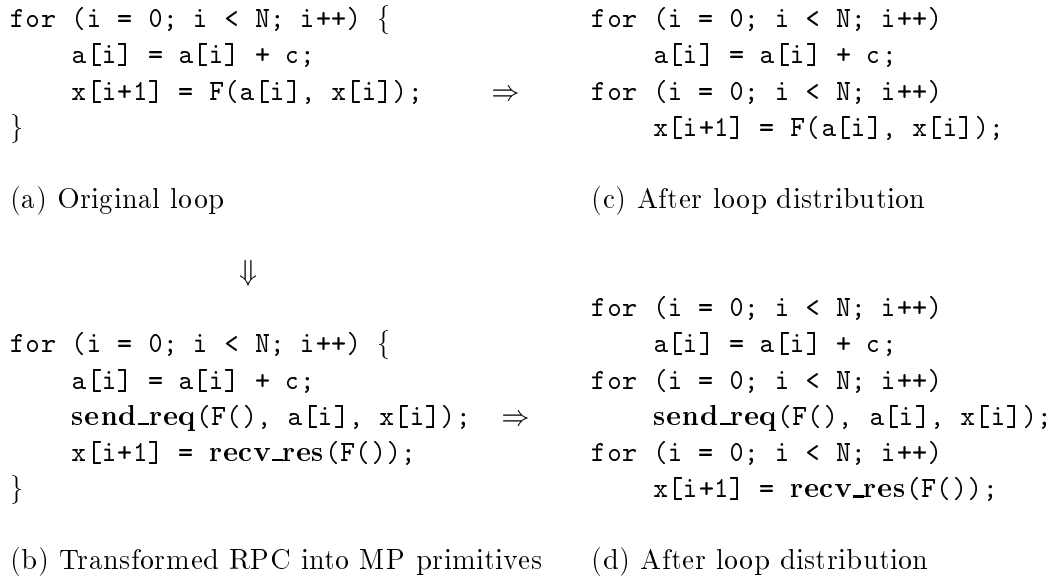 for (i = 0; i < N; i++) {
    a[i] = a[i] + c;
    x[i+1] = F(a[i], x[i]);
}
⇒
for (i = 0; i < N; i++)
    a[i] = a[i] + c;
for (i = 0; i < N; i++)
    x[i+1] = F(a[i], x[i]);
(a) Original loop
(c) After loop distribution
⇓
for (i = 0; i < N; i++) {
    a[i] = a[i] + c;
    send_req(F(), a[i], x[i]);
    x[i+1] = recv_res(F());
}
⇒
for (i = 0; i < N; i++)
    a[i] = a[i] + c;
for (i = 0; i < N; i++)
    send_req(F(), a[i], x[i]);
for (i = 0; i < N; i++)
    x[i+1] = recv_res(F());
(b) Transformed RPC into MP primitives
(d) After loop distribution